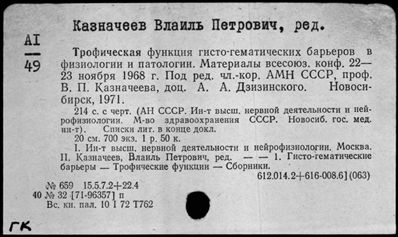 Казначеев Влаиль Петрович, ред.
АI
49
Трофическая функция гисто-гематических барьеров в
физиологии и патологии. Материалы всесоюз. конф. 22—
23 ноября 1968 г. Под ред. чл.-кор. АМН СССР, проф.
В. П. Казначеева, доц. А. А. Дзизинского. Новоси-
бирск, 1971.
214 с. с черт. (АН СССР. Ин-т высш. нервной деятельности и ней-
рофизиологии. М-во здравоохранения СССР. Новосиб. гос. мед.
ин-т). Списки лит. в конце докл.
20 см. 700 экз. 1 р. 50 к.
I. Ин-т высш. нервной деятельности и нейрофизиологии, Москва.
II. Казначеев, Влаиль Петрович, ред. — — 1. Гисто-гематические
барьеры — Трофические функции — Сборники.
612.014.2+616-008.6](063)
№ 659 15.5.7.2+22.4
40 № 32 [71-96357] п
Вс. кн. пал. 10 I 72 Т762
ГК